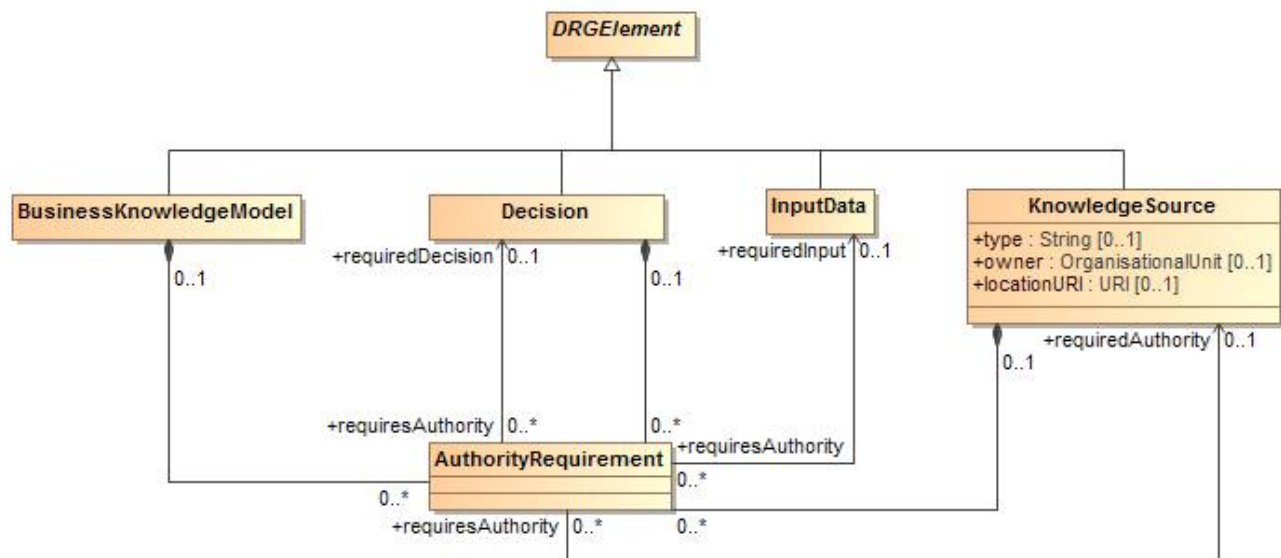 DRGElement
BusinessKnowledgeModel
Decision
InputData
KnowledgeSource
+type : String [0..1]
+owner : OrganisationalUnit [0..1]
+locationURI : URI [0..1]
0..1
+requiredDecision 0..1
0..1
+requiredInput 0..1
+requiredAuthority 0..1
0..1
+requiresAuthority 0..*
0..*
+requiresAuthority
0..*
AuthorityRequirement
0..*
+requiresAuthority 0..*
0..*